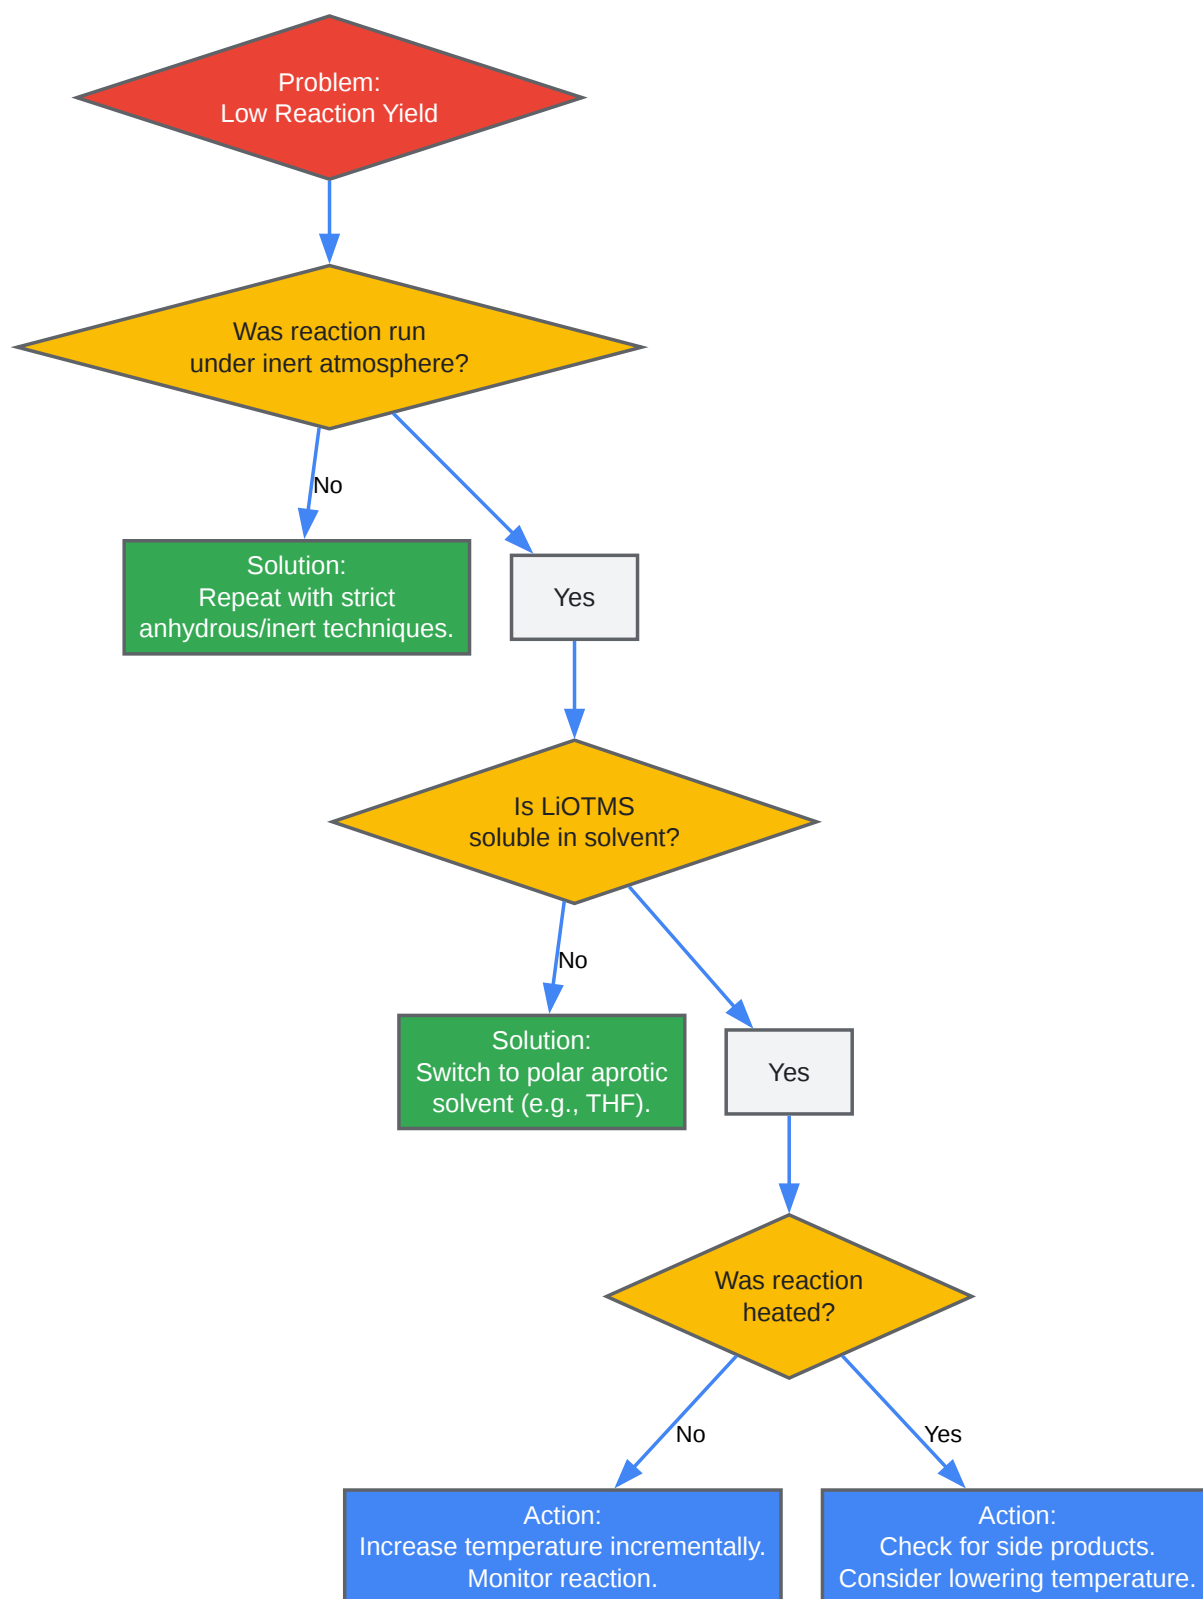 Problem:
Low Reaction Yield
Was reaction run
under inert atmosphere?
No
Solution:
Repeat with strict
anhydrous/inert techniques.
Yes
Is LiOTMS
soluble in solvent?
No
Solution:
Switch to polar aprotic
solvent (e.g., THF).
Yes
Was reaction
heated?
No
Yes
Action:
Increase temperature incrementally.
Monitor reaction.
Action:
Check for side products.
Consider lowering temperature.